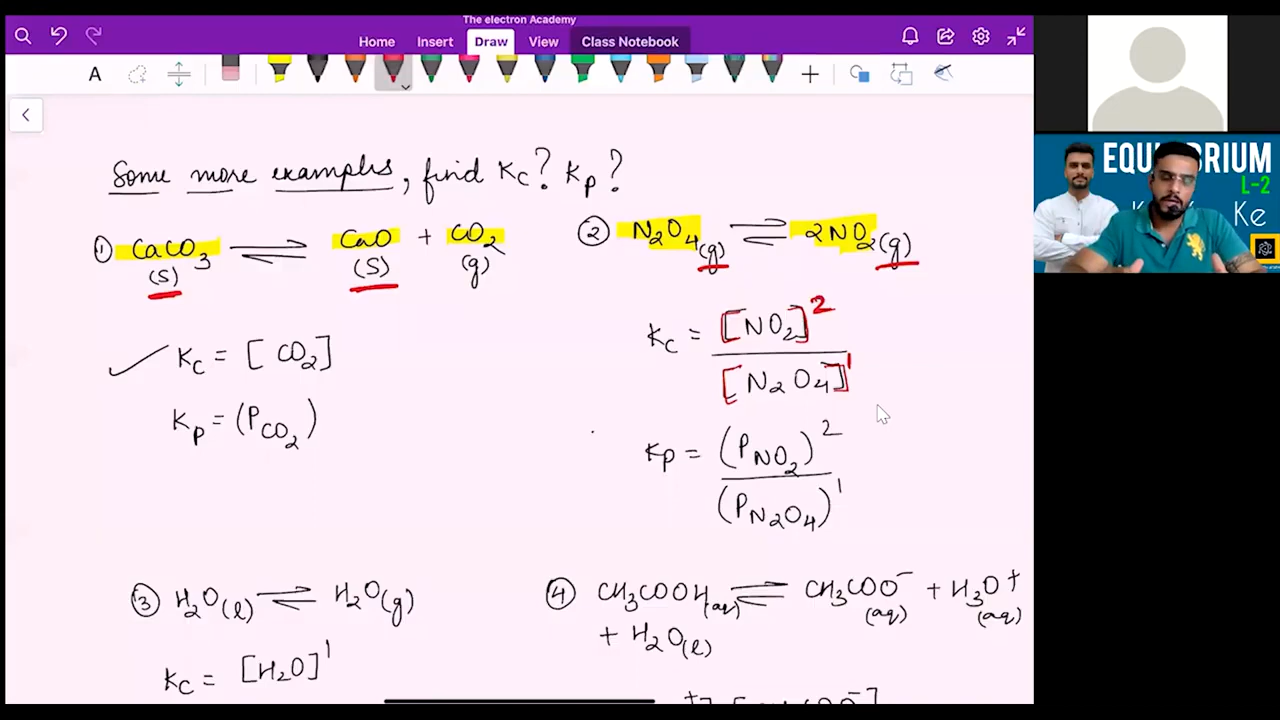 The electron Academy
Home Insert Draw View Class Notebook
A
EQUILIBRIUM
L-2
Ke
Some more examples, find Kc? Kp?
① CaCO3(s) ⇌ CaO(s) + CO2(g)
Kc = [CO2]
Kp = (PCO2)
② N2O4(g) ⇌ 2NO2(g)
Kc = [NO2]²
[N2O4]¹
Kp = (PNO2)²
(PN2O4)¹
③ H2O(l) ⇌ H2O(g)
Kc = [H2O]¹
④ CH3COOH(aq) ⇌ CH3COO⁻(aq) + H3O+(aq)
+ H2O(l)